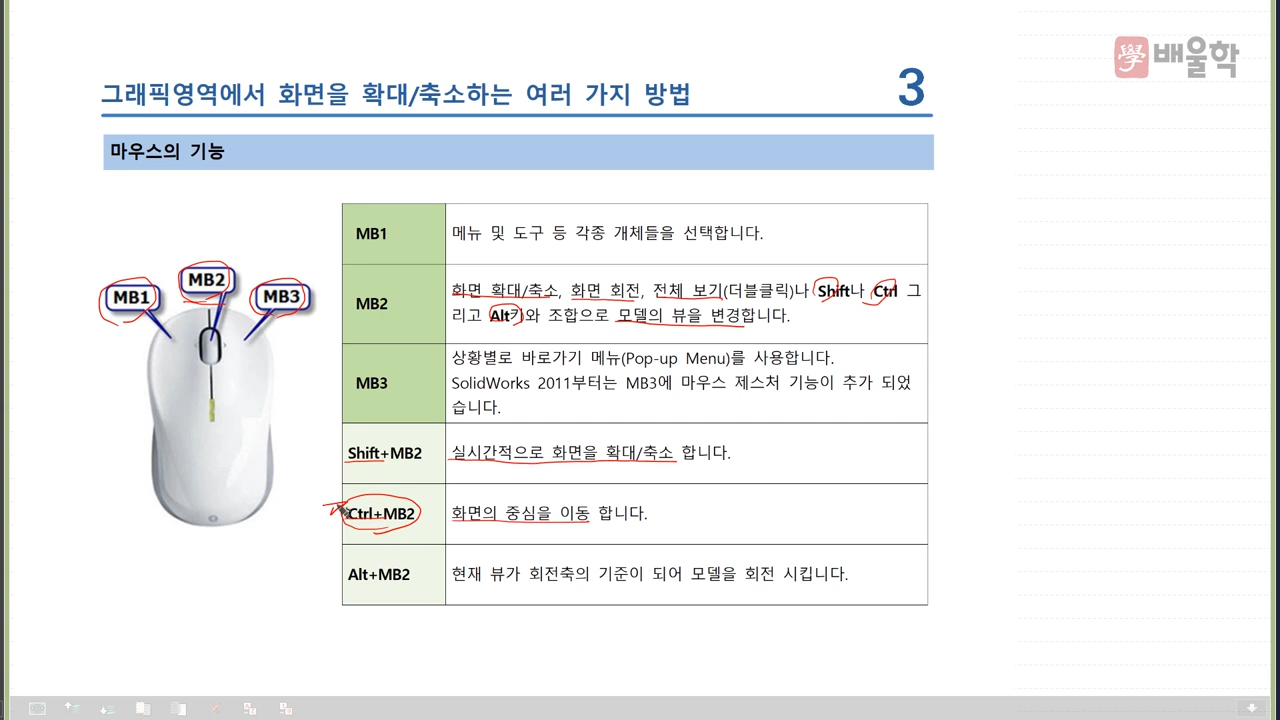 學 배울학
그래픽영역에서 화면을 확대/축소하는 여러 가지 방법
3
마우스의 기능
MB1
MB2
MB3
MB1
메뉴 및 도구 등 각종 개체들을 선택합니다.
MB2
화면 확대/축소, 화면 회전, 전체 보기(더블클릭)나 Shift나 Ctrl 그
리고 Alt키와 조합으로 모델의 뷰을 변경합니다.
MB3
상황별로 바로가기 메뉴(Pop-up Menu)를 사용합니다.
SolidWorks 2011부터는 MB3에 마우스 제스처 기능이 추가 되었
습니다.
Shift+MB2
실시간적으로 화면을 확대/축소 합니다.
Ctrl+MB2
화면의 중심을 이동 합니다.
Alt+MB2
현재 뷰가 회전축의 기준이 되어 모델을 회전 시킵니다.